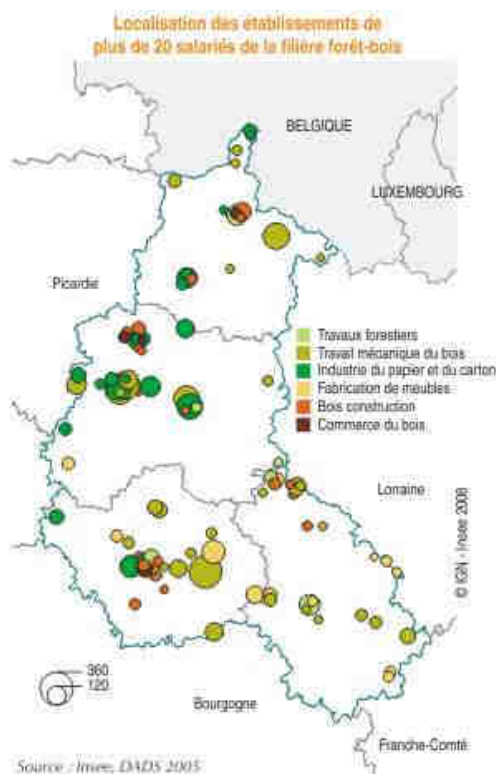 Localisation des établissements de
plus de 20 salariés de la filière forêt-bois
BELGIQUE
LUXEMBOURG
Picardie
Travaux forestiers
Travail mécanique du bois
Industrie du papier et du carton
Fabrication de meubles
Bois construction
Commerce du bois
Lorraine
© IGN - Insee 2008
360
120
Bourgogne
Franche-Comté
Source : Insee, DADS 2005